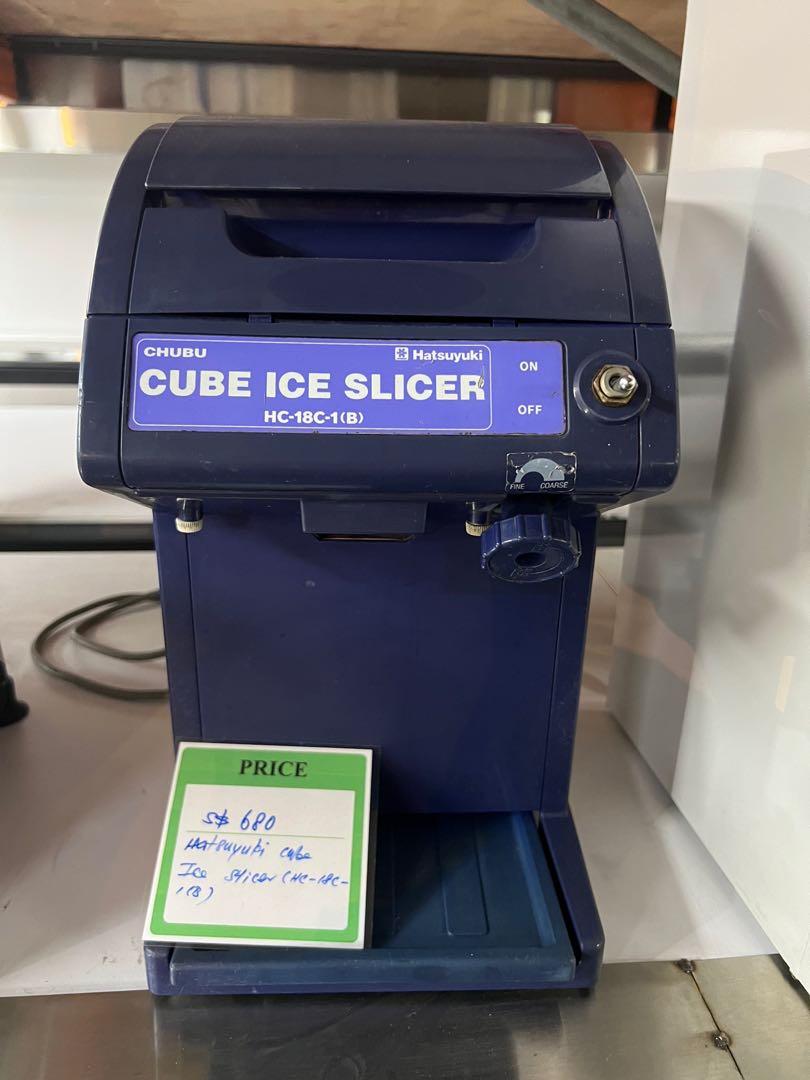 CHUBU
Hatsuyuki
CUBE ICE SLICER
HC-18C-1(B)
ON
OFF
FINE COARSE
PRICE
S$ 680
Hatsuyuki cube
Ice Slicer (HC-18C-
1(B)